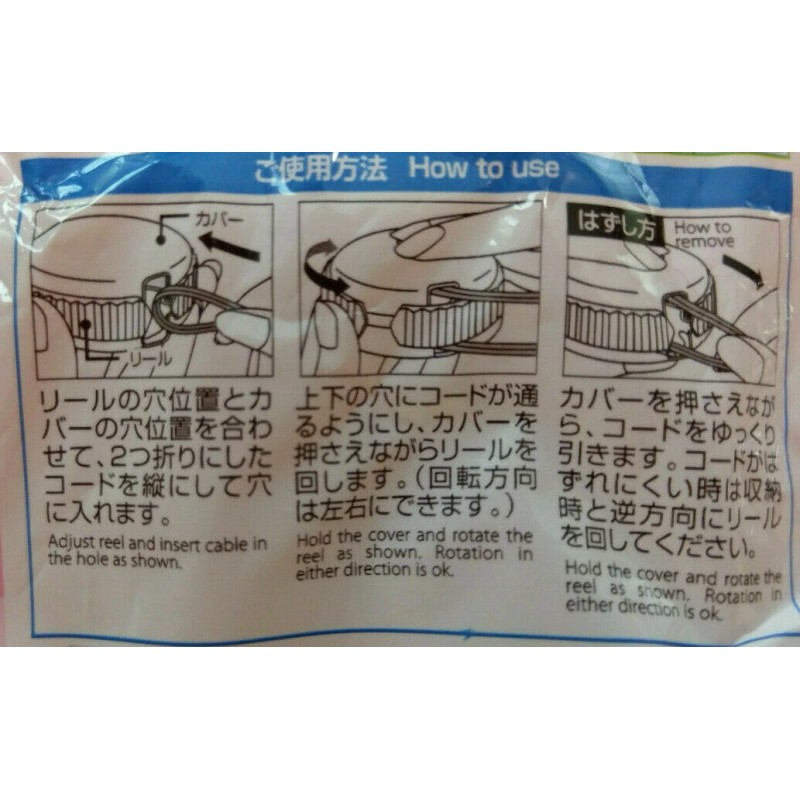 ご使用方法 How to use
カバー
リール
リールの穴位置とカ
バーの穴位置を合わ
せて、2つ折りにした
コードを縦にして穴
に入れます。
Adjust reel and insert cable in
the hole as shown.
上下の穴にコードが通
るようにし、カバーを
押さえながらリールを
回します。(回転方向
は左右にできます。)
Hold the cover and rotate the
reel as shown. Rotation in
either direction is ok.
はずし方 How to
remove
カバーを押さえなが
ら、コードをゆっくり
引きます。コードがは
ずれにくい時は収納
時と逆方向にリール
を回してください。
Hold the cover and rotate the
reel as shown. Rotation in
either direction is ok.